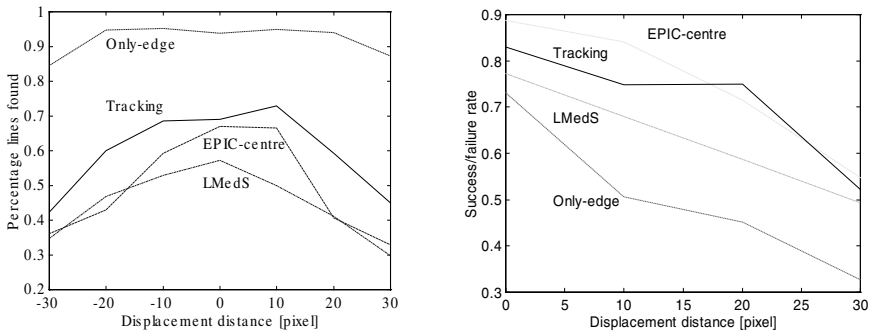 1
0.9
0.8
0.7
0.6
0.5
0.4
0.3
0.2
Percentage lines found
Only-edge
Tracking
EPIC-centre
LMedS
-30 -20 -10 0 10 20 30
Displacement distance [pixel]
0.9
0.8
0.7
0.6
0.5
0.4
0.3
Success/failure rate
EPIC-centre
Tracking
LMedS
Only-edge
0 5 10 15 20 25 30
Displacement distance [pixel]